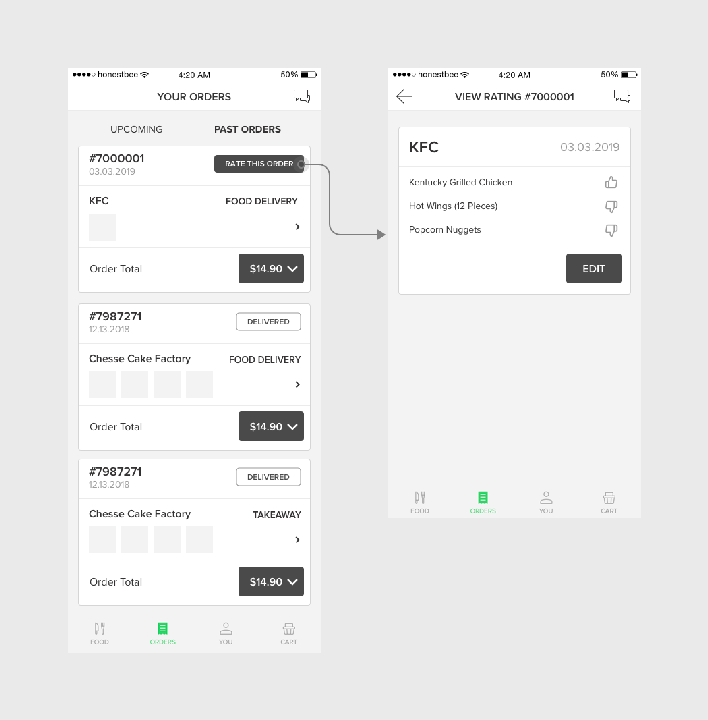 honestbee 4:20 AM 50%
YOUR ORDERS
UPCOMING PAST ORDERS
#7000001 RATE THIS ORDER
03.03.2019
KFC FOOD DELIVERY
Order Total $14.90
#7987271 DELIVERED
12.13.2018
Chesse Cake Factory FOOD DELIVERY
Order Total $14.90
#7987271 DELIVERED
12.13.2018
Chesse Cake Factory TAKEAWAY
Order Total $14.90
FOOD ORDERS YOU CART
honestbee 4:20 AM 50%
VIEW RATING #7000001
KFC 03.03.2019
Kentucky Grilled Chicken
Hot Wings (12 Pieces)
Popcorn Nuggets
EDIT
FOOD ORDERS YOU CART